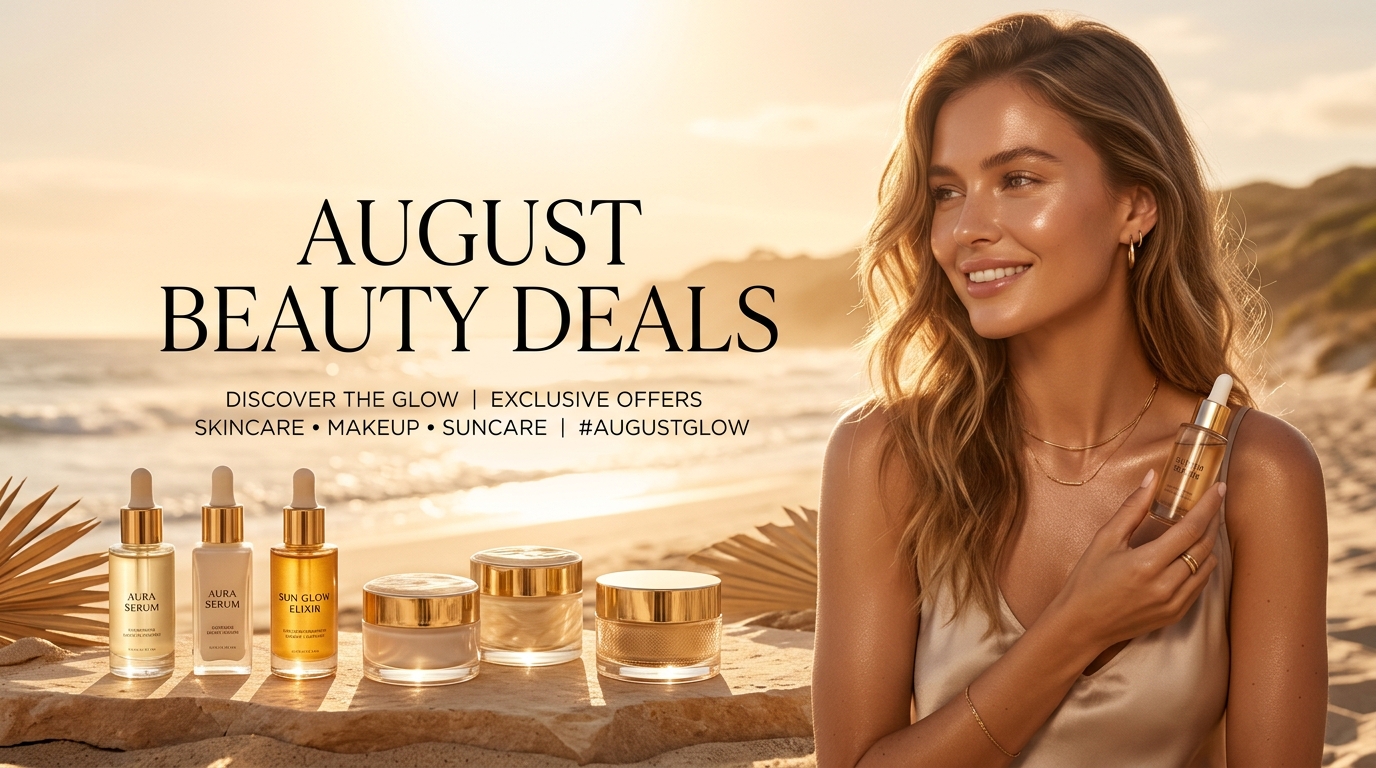 AUGUST
BEAUTY DEALS
DISCOVER THE GLOW | EXCLUSIVE OFFERS
SKINCARE • MAKEUP • SUNCARE | #AUGUSTGLOW
AURA
SERUM
AURA
SERUM
SUN GLOW
ELIXIR